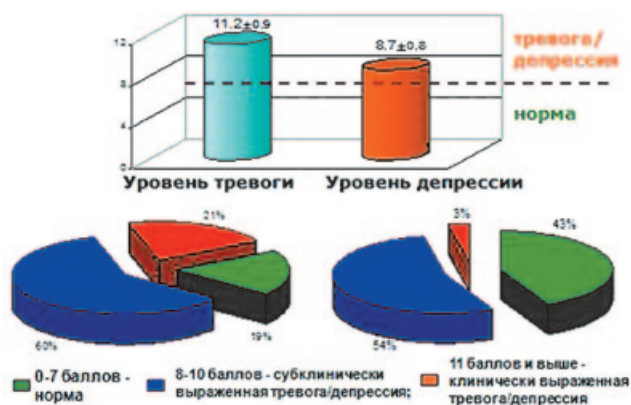 11.2±0.9
8.7±0.8
12
8
4
0
тревога/
депрессия
норма
Уровень тревоги
Уровень депрессии
21%
60%
19%
3%
43%
54%
0-7 баллов -
норма
8-10 баллов - субклинически
выраженная тревога/депрессия;
11 баллов и выше -
клинически выраженная
тревога/депрессия